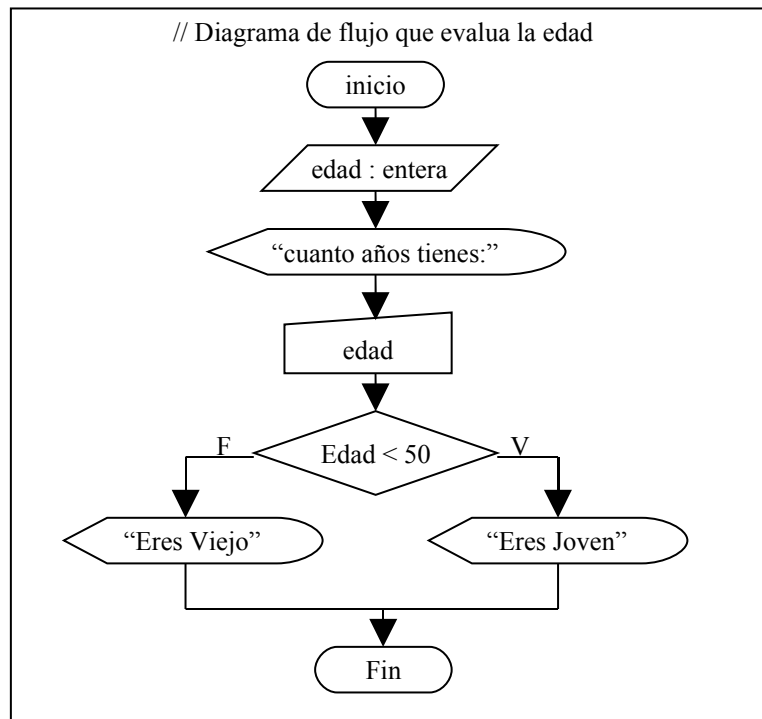 // Diagrama de flujo que evalua la edad
inicio
edad : entera
“cuanto años tienes:”
edad
F
Edad < 50
V
“Eres Viejo”
“Eres Joven”
Fin